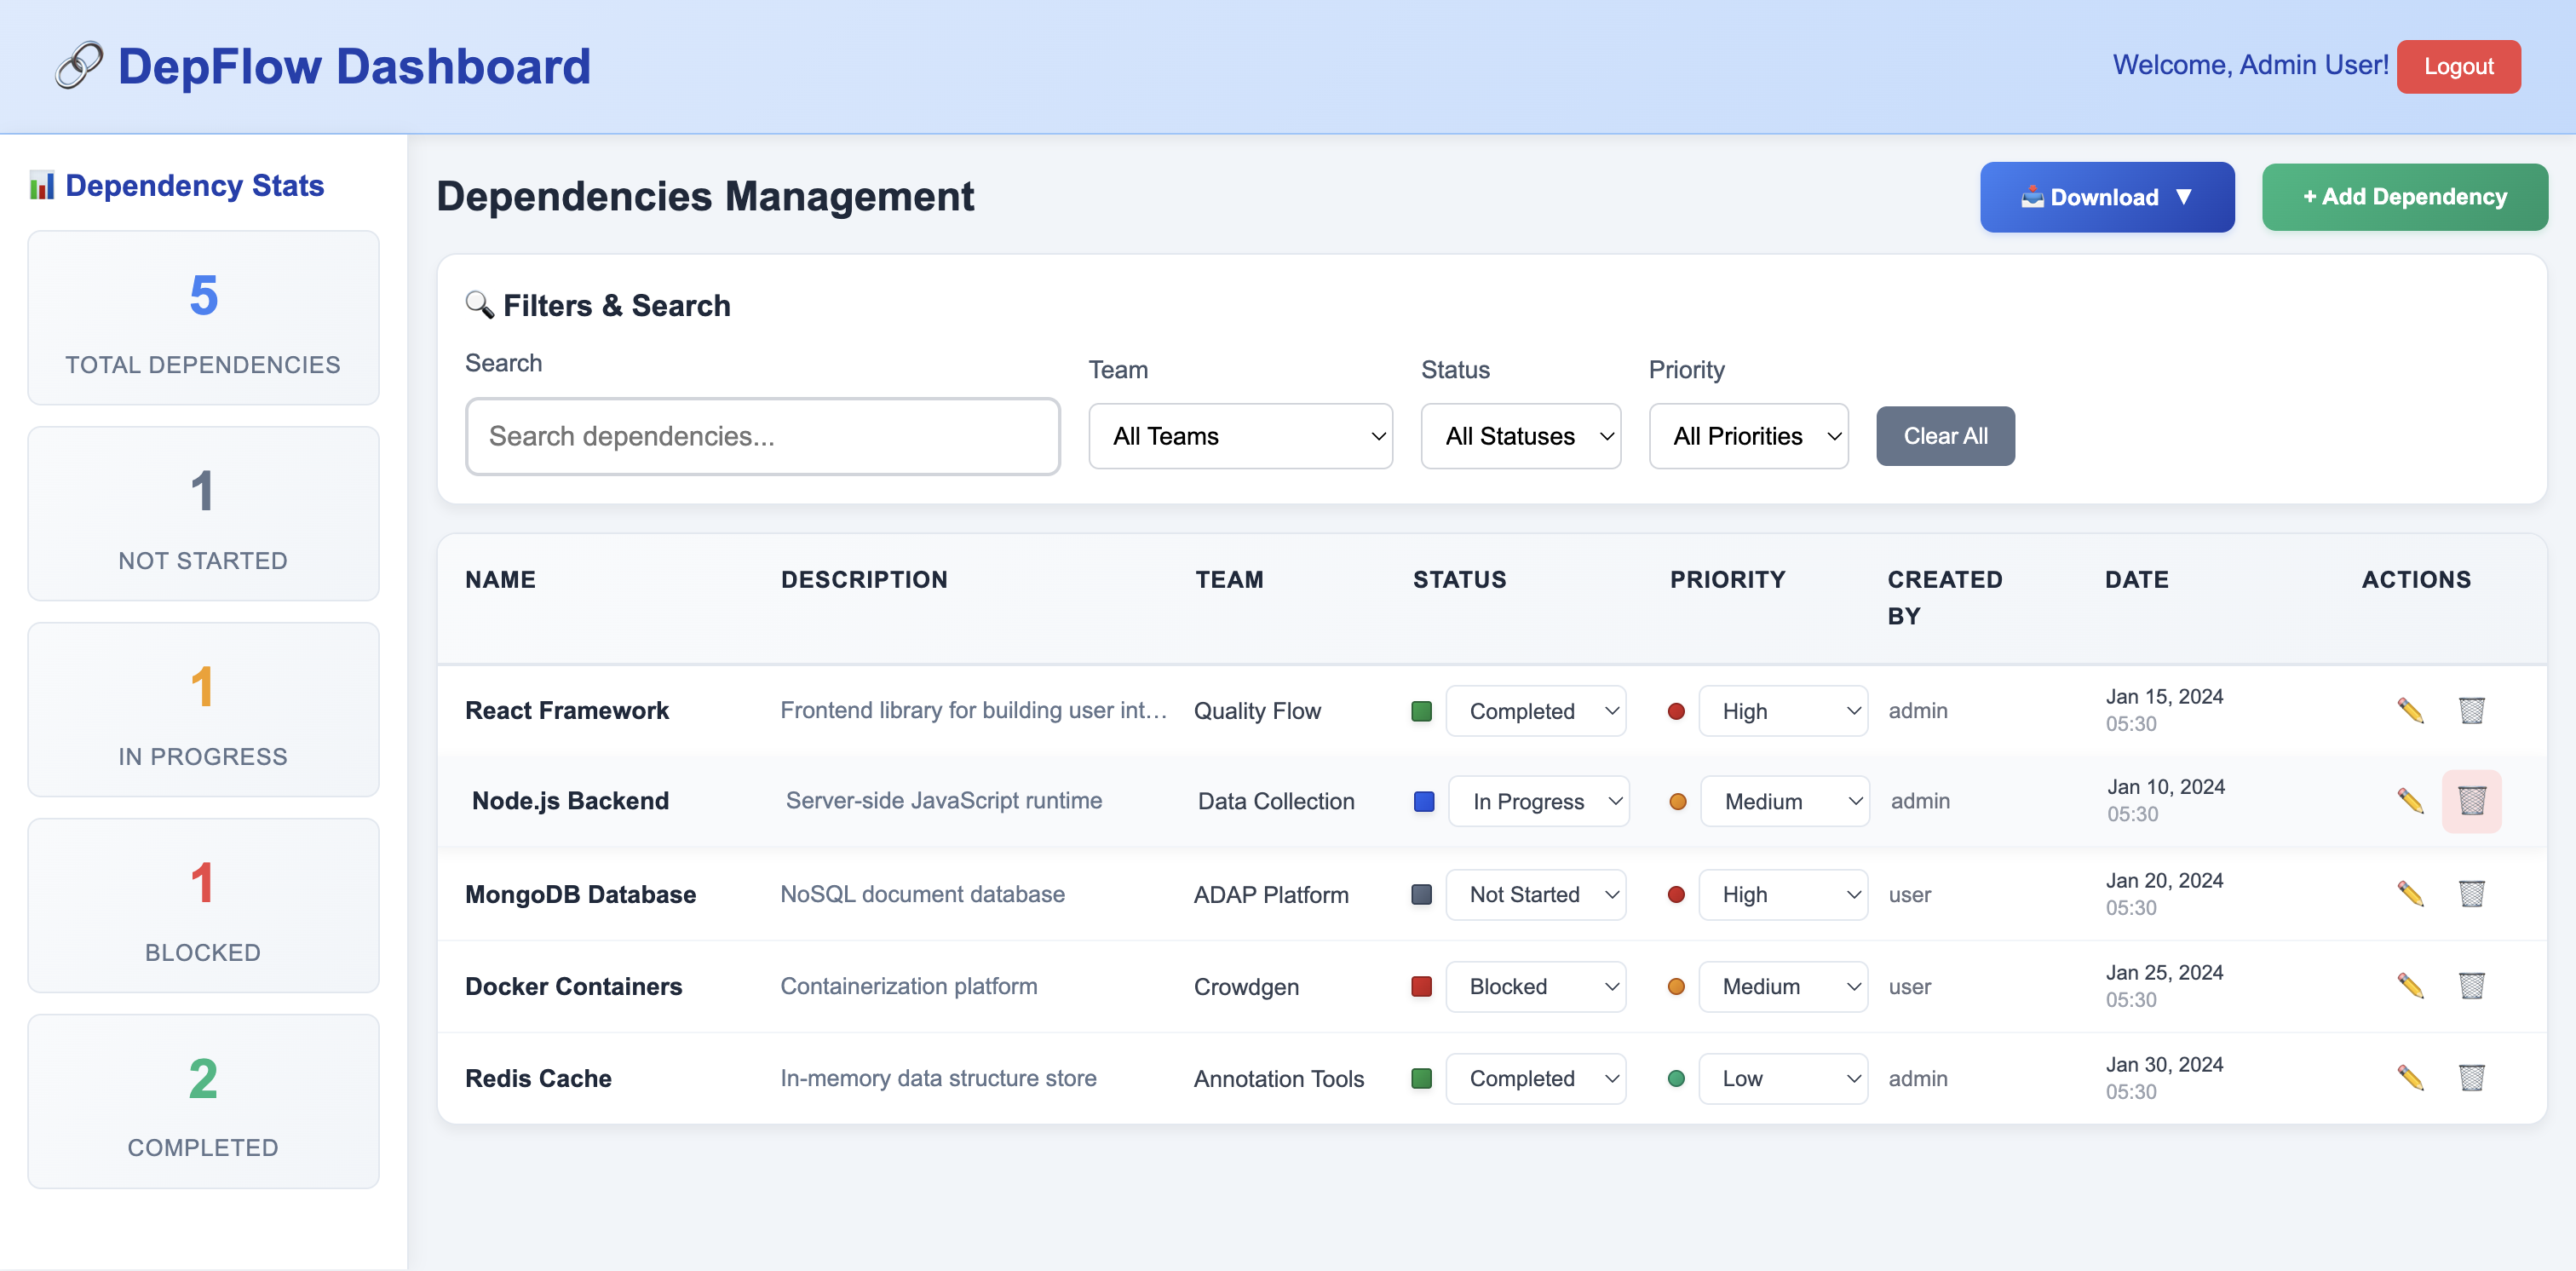 DepFlow Dashboard
Welcome, Admin User!
Logout
Dependency Stats
5
TOTAL DEPENDENCIES
1
NOT STARTED
1
IN PROGRESS
1
BLOCKED
2
COMPLETED
Dependencies Management
Download ▼
+ Add Dependency
Filters & Search
Search
Search dependencies...
Team
All Teams
Status
All Statuses
Priority
All Priorities
Clear All
NAME DESCRIPTION TEAM STATUS PRIORITY CREATED BY DATE ACTIONS
React Framework Frontend library for building user int... Quality Flow Completed High admin Jan 15, 2024
05:30
Node.js Backend Server-side JavaScript runtime Data Collection In Progress Medium admin Jan 10, 2024
05:30
MongoDB Database NoSQL document database ADAP Platform Not Started High user Jan 20, 2024
05:30
Docker Containers Containerization platform Crowdgen Blocked Medium user Jan 25, 2024
05:30
Redis Cache In-memory data structure store Annotation Tools Completed Low admin Jan 30, 2024
05:30